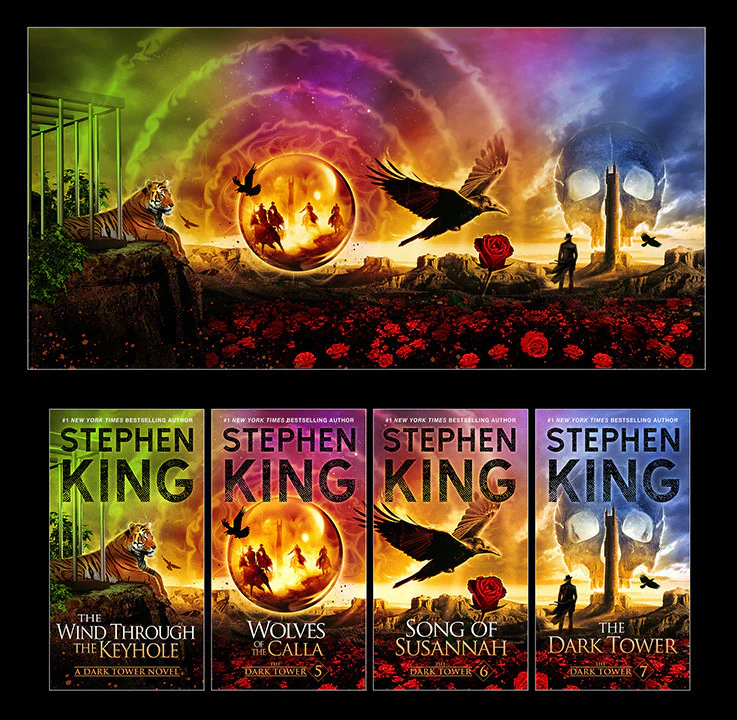 #1 NEW YORK TIMES BESTSELLING AUTHOR
STEPHEN
KING
THE
WIND THROUGH
THE KEYHOLE
A DARK TOWER NOVEL
#1 NEW YORK TIMES BESTSELLING AUTHOR
STEPHEN
KING
WOLVES
OF THE CALLA
THE
DARK TOWER 5
#1 NEW YORK TIMES BESTSELLING AUTHOR
STEPHEN
KING
SONG OF
SUSANNAH
THE
DARK TOWER 6
#1 NEW YORK TIMES BESTSELLING AUTHOR
STEPHEN
KING
THE
DARK TOWER
THE
DARK TOWER 7